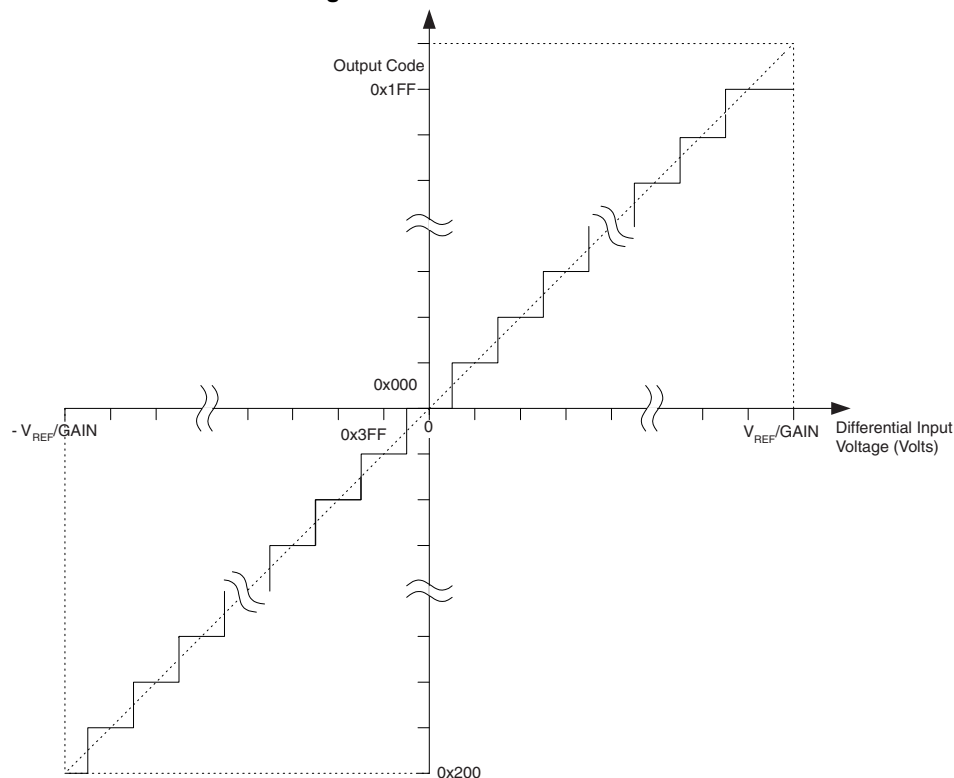 Output Code
0x1FF
0x000
- VREF/GAIN
0x3FF
0
VREF/GAIN
Differential Input
Voltage (Volts)
0x200